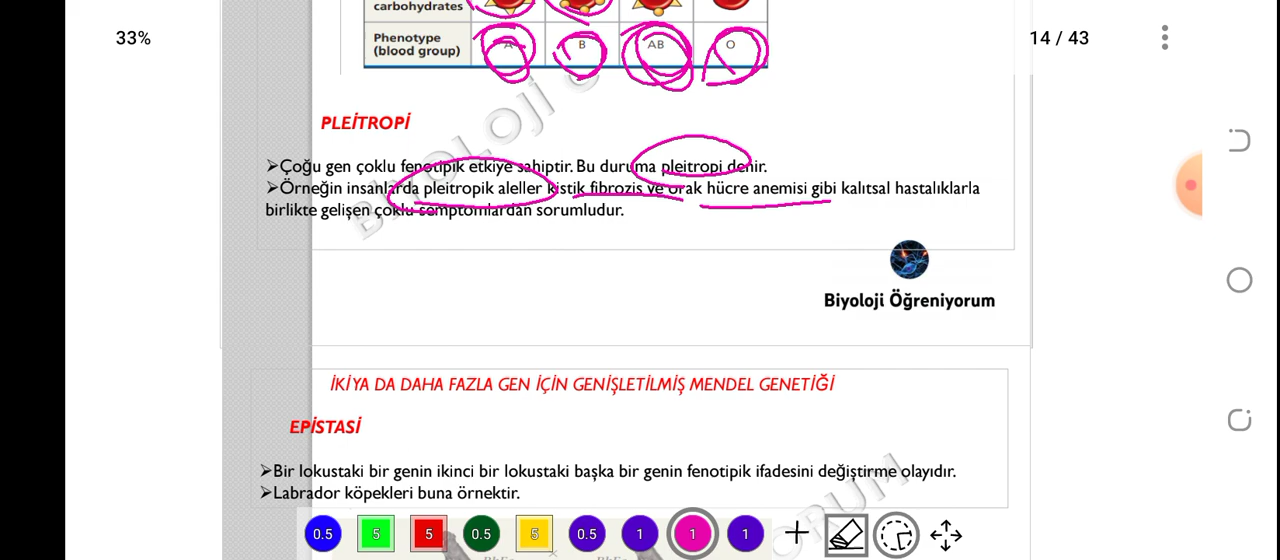 33%
14 / 43
carbohydrates
Phenotype
(blood group)
A
B
AB
O
PLEİTROPİ
➢Çoğu gen çoklu fenotipik etkiye sahiptir. Bu duruma pleitropi denir.
➢Örneğin insanlarda pleitropik aleller kistik fibrozis ve orak hücre anemisi gibi kalıtsal hastalıklarla
birlikte gelişen çoklu semptomlardan sorumludur.
Biyoloji Öğreniyorum
İKİYA DA DAHA FAZLA GEN İÇİN GENİŞLETİLMİŞ MENDEL GENETİĞİ
EPİSTASİ
➢Bir lokustaki bir genin ikinci bir lokustaki başka bir genin fenotipik ifadesini değiştirme olayıdır.
➢Labrador köpekleri buna örnektir.
0.5 5 5 0.5 5 0.5 1 1 1